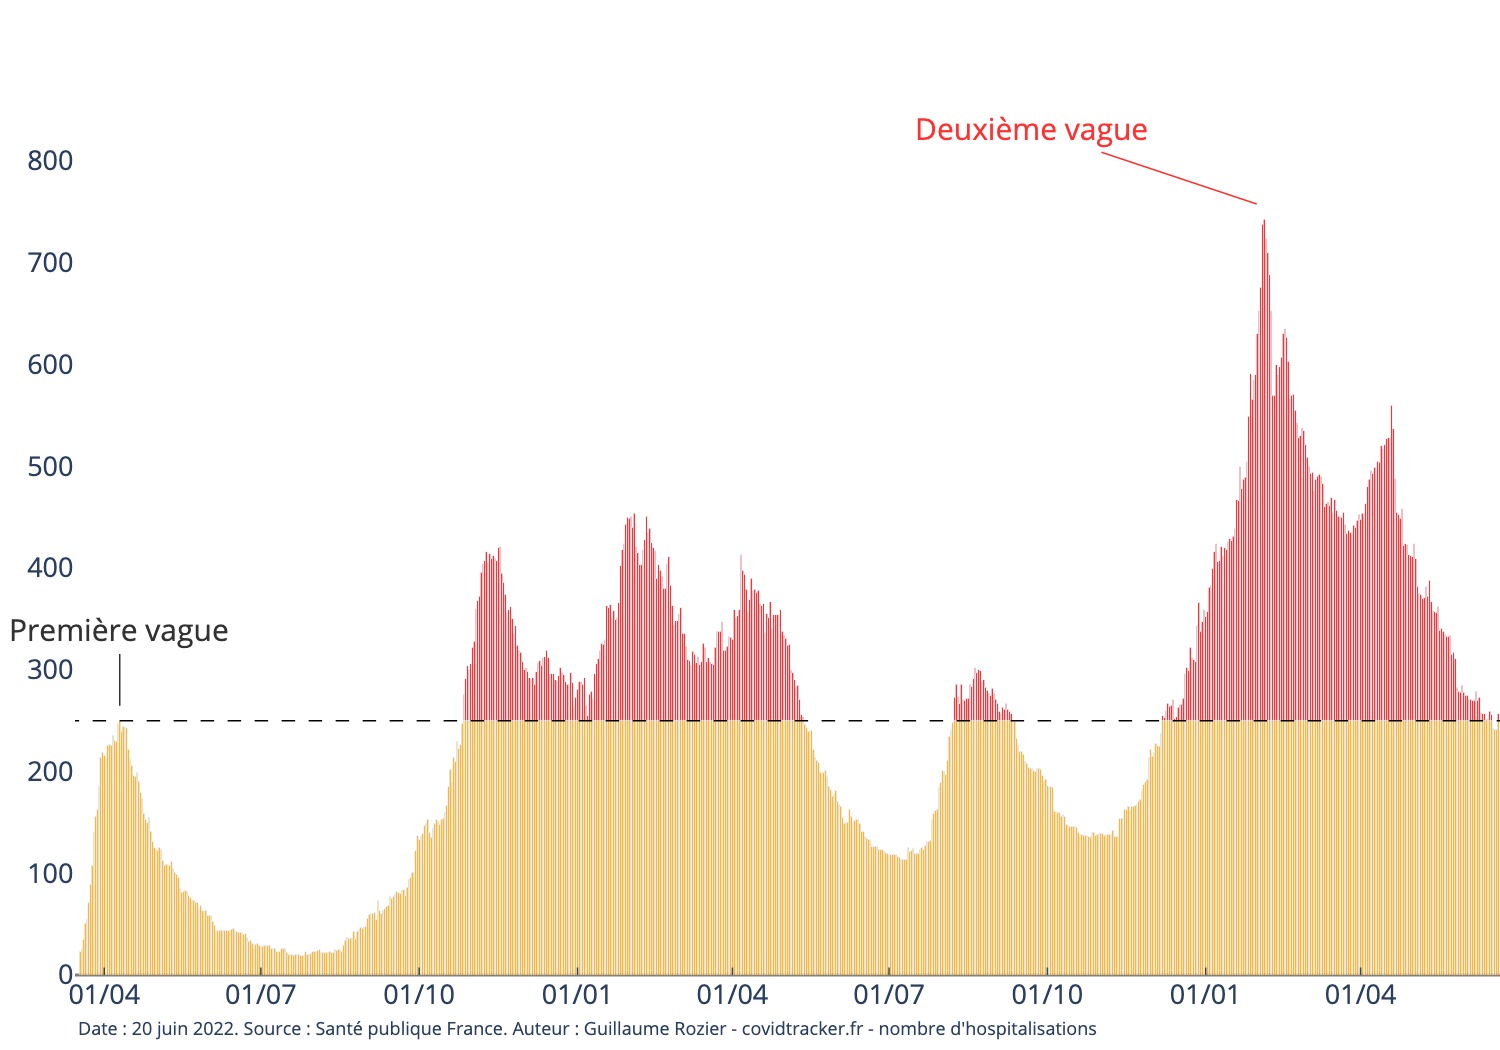 Deuxième vague
800
700
600
500
400
Première vague
300
200
100
0
01/04 01/07 01/10 01/01 01/04 01/07 01/10 01/01 01/04
Date : 20 juin 2022. Source : Santé publique France. Auteur : Guillaume Rozier - covidtracker.fr - nombre d'hospitalisations